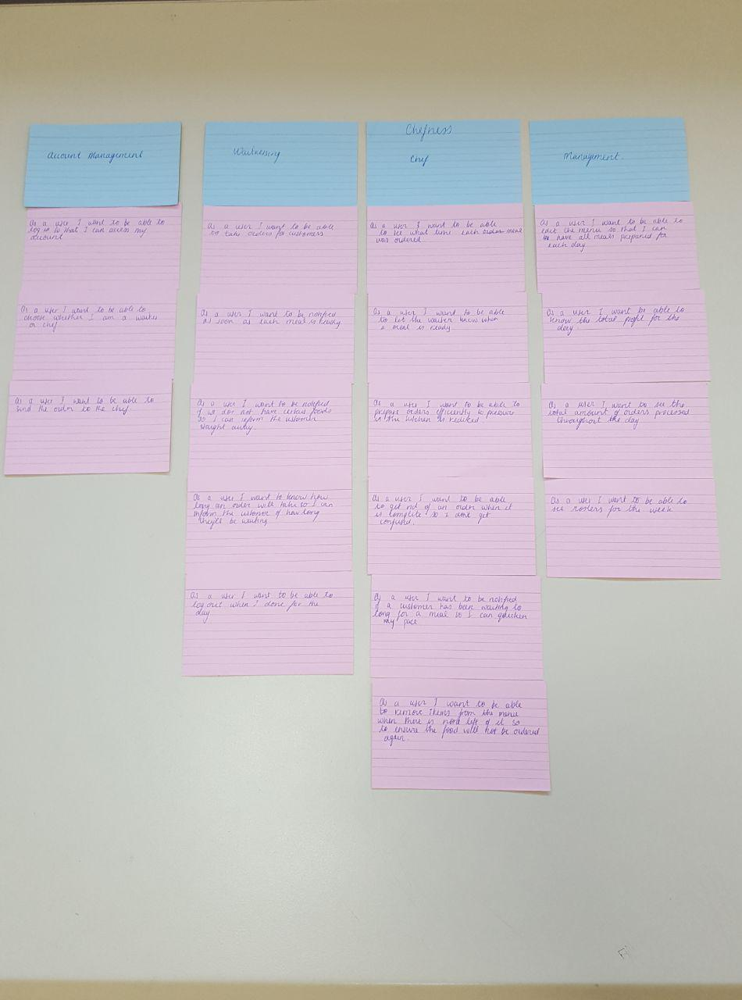 Account Management
As a user I want to be able to
log in so that I can access my
account
As a user I want to be able to
choose whether I am a waiter
or chef
As a user I want to be able to
send the order to the chef.
Waitressing
As a user I want to be able
to take orders for customers
As a user I want to be notified
as soon as each meal is ready.
As a user I want to be notified
if we do not have certain foods
so I can inform the customer
straight away.
As a user I want to know how
long an order will take so I can
inform the customer of how long
they'll be waiting
As a user I want to be able to
log out when I done for the
day
Chefness
Chef
As a user I want to be able
to see what time each order meal
was ordered
As a user I want to be able
to let the waiter know when
a meal is ready
As a user I want to be able to
prepare orders efficiently so pressure
in the kitchen is reduced.
As a user I want to be able
to get rid of an order when it
is complete so I dont get
confused.
As a user I want to be notified
if a customer has been waiting to
long for a meal so I can quicken
my pace
As a user I want to be able
to remove items from the menu
when there is none left of it so
to ensure the food will not be ordered
again.
Management.
As a user I want to be able to
edit the menu so that I can
have all meals prepared for
each day
As a user I want be able to
know the total profit for the
day.
As a user I want to see the
total amount of orders processed
throughout the day
As a user I want to be able to
see rosters for the week